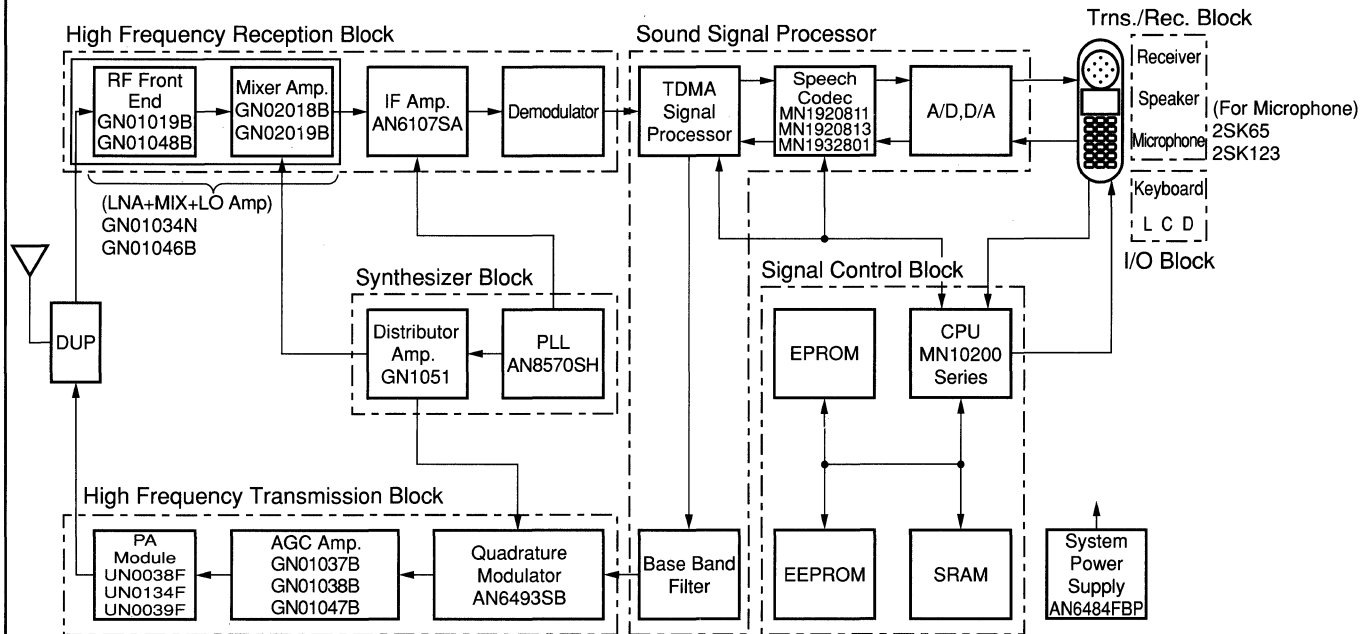 High Frequency Reception Block
RF Front
End
GN01019B
GN01048B
Mixer Amp.
GN02018B
GN02019B
IF Amp.
AN6107SA
Demodulator
(LNA+MIX+LO Amp)
GN01034N
GN01046B
Sound Signal Processor
TDMA
Signal
Processor
Speech
Codec
MN1920811
MN1920813
MN1932801
A/D,D/A
Trns./Rec. Block
Receiver
Speaker
Microphone
(For Microphone)
2SK65
2SK123
Keyboard
L C D
I/O Block
DUP
Synthesizer Block
Distributor
Amp.
GN1051
PLL
AN8570SH
Signal Control Block
EPROM
CPU
MN10200
Series
EEPROM
SRAM
High Frequency Transmission Block
PA
Module
UN0038F
UN0134F
UN0039F
AGC Amp.
GN01037B
GN01038B
GN01047B
Quadrature
Modulator
AN6493SB
Base Band
Filter
System
Power
Supply
AN6484FBP